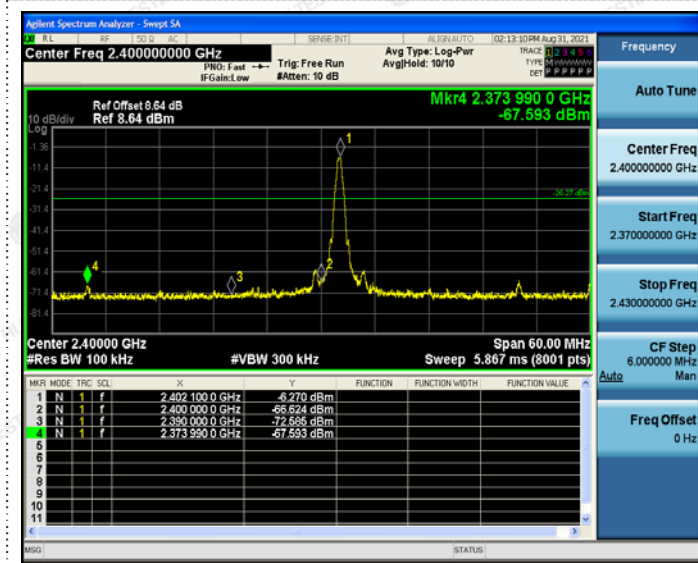 Agilent Spectrum Analyzer - Swept SA
RL RF 50 Ω AC SENSE:INT ALIGN AUTO 02:13:10 PM Aug 31, 2021
Center Freq 2.400000000 GHz
PNO: Fast Trig: Free Run Avg Type: Log-Pwr TRACE 1 2 3 4 5 6
IFGain:Low #Atten: 10 dB Avg|Hold: 10/10 TYPE M
DET P P P P P P
Ref Offset 8.64 dB Mkr4 2.373 990 0 GHz
10 dB/div Ref 8.64 dBm -67.593 dBm
Log
-1.36
-11.4
-21.4
-26.27 dBm
-31.4
-41.4
-51.4
-61.4
-71.4
-81.4
1
2
3
4
Center 2.40000 GHz Span 60.00 MHz
#Res BW 100 kHz #VBW 300 kHz Sweep 5.867 ms (8001 pts)
MKR MODE TRC SCL X Y FUNCTION FUNCTION WIDTH FUNCTION VALUE
1 N 1 f 2.402 100 0 GHz -6.270 dBm
2 N 1 f 2.400 000 0 GHz -66.624 dBm
3 N 1 f 2.390 000 0 GHz -72.585 dBm
4 N 1 f 2.373 990 0 GHz -67.593 dBm
5
6
7
8
9
10
11
MSG STATUS
Frequency
Auto Tune
Center Freq
2.400000000 GHz
Start Freq
2.370000000 GHz
Stop Freq
2.430000000 GHz
CF Step
6.000000 MHz
Auto Man
Freq Offset
0 Hz